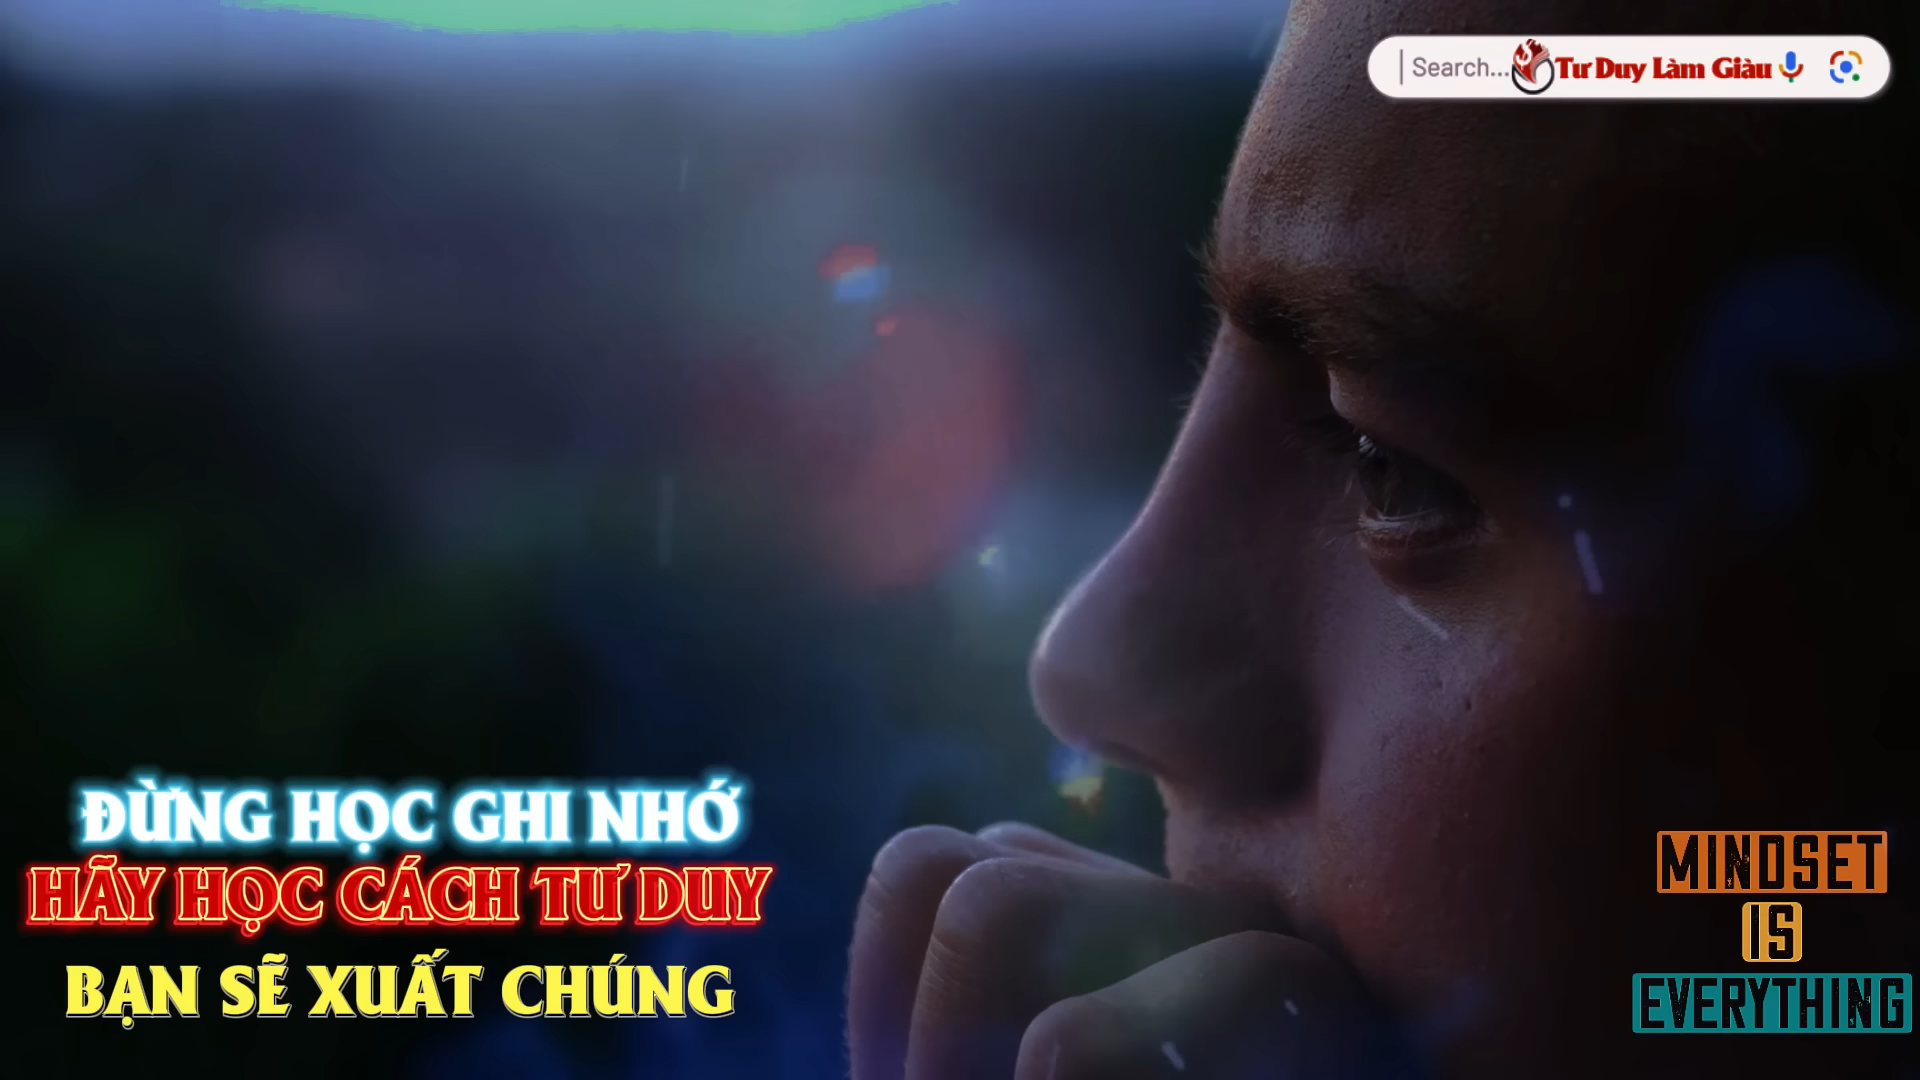 Search... Tư Duy Làm Giàu
ĐỪNG HỌC GHI NHỚ
HÃY HỌC CÁCH TƯ DUY
BẠN SẼ XUẤT CHÚNG
MINDSET
IS
EVERYTHING